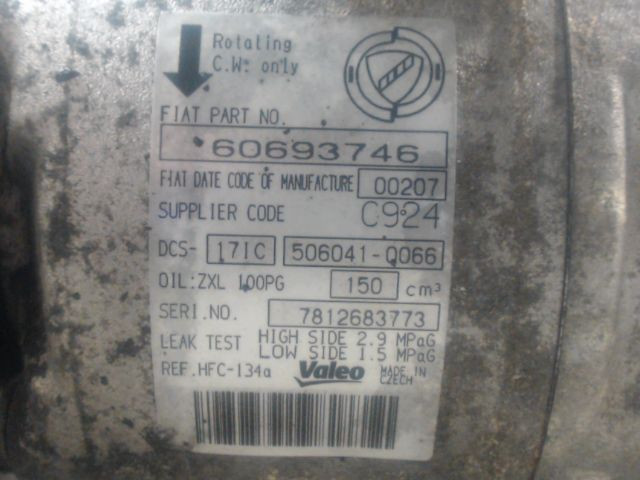 Rotating
C.W. only
FIAT PART NO.
60693746
FIAT DATE CODE OF MANUFACTURE 00207
SUPPLIER CODE C924
DCS- 17IC 506041-0066
OIL:ZXL 100PG 150 cm³
SERI.NO. 7812683773
LEAK TEST HIGH SIDE 2.9 MPaG
LOW SIDE 1.5 MPaG
REF.HFC-134a Valeo MADE IN
CZECH